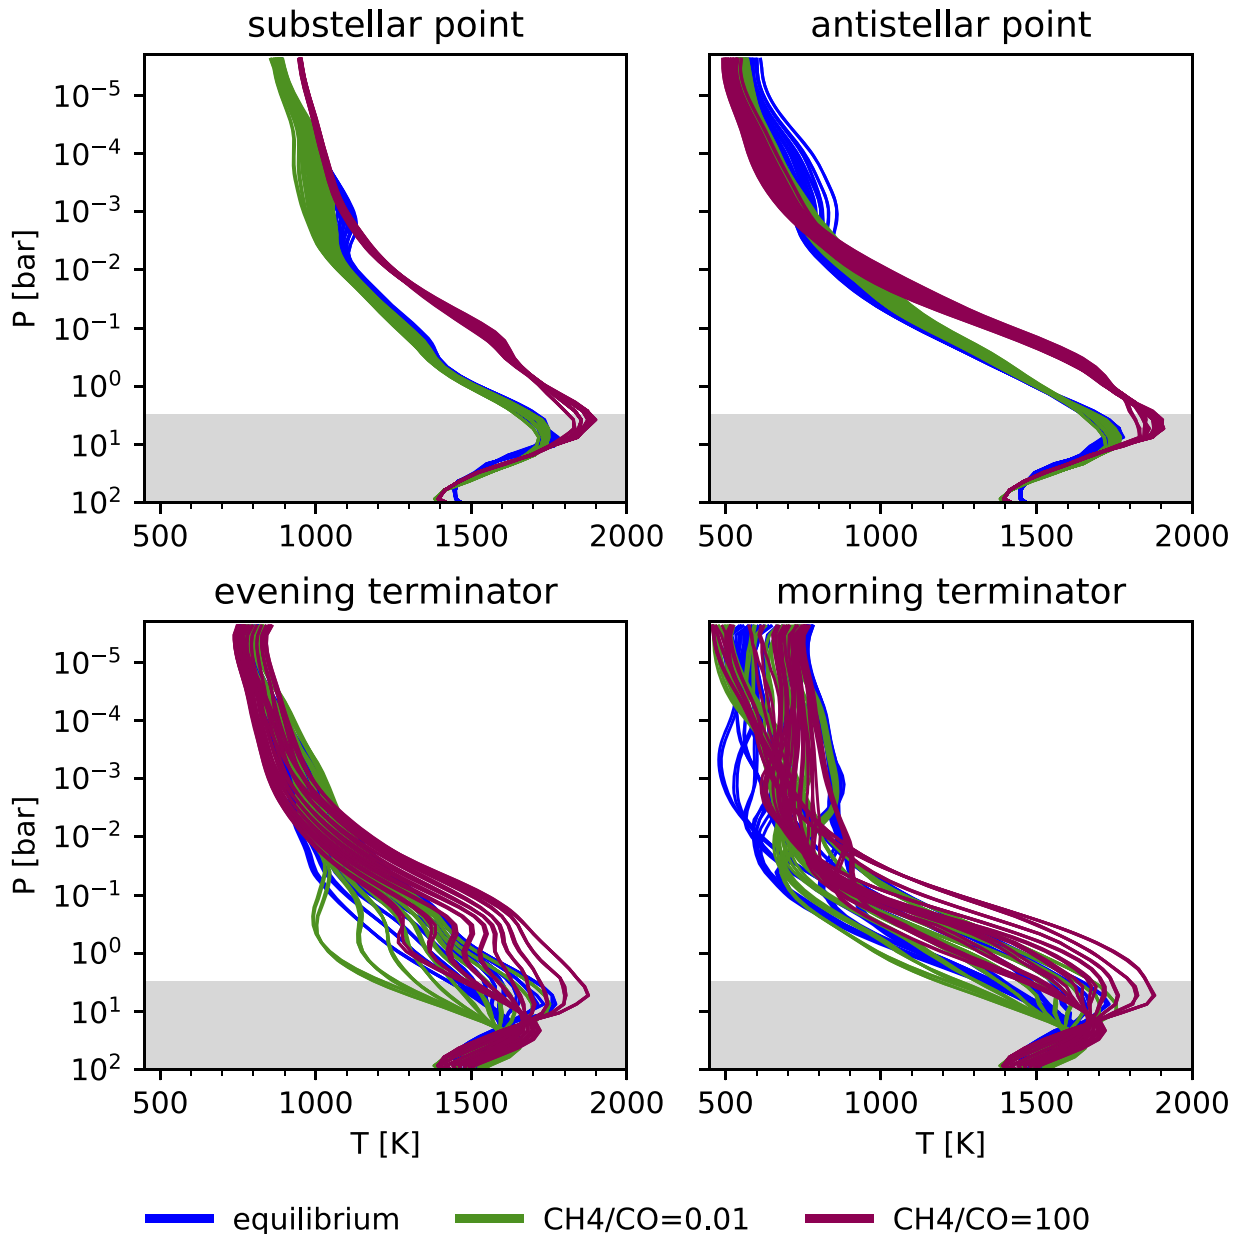 substellar point
antistellar point
P [bar]
10⁻⁵
10⁻⁴
10⁻³
10⁻²
10⁻¹
10⁰
10¹
10²
500 1000 1500 2000
500 1000 1500 2000
evening terminator
morning terminator
P [bar]
10⁻⁵
10⁻⁴
10⁻³
10⁻²
10⁻¹
10⁰
10¹
10²
500 1000 1500 2000
500 1000 1500 2000
T [K]
T [K]
equilibrium
CH4/CO=0.01
CH4/CO=100